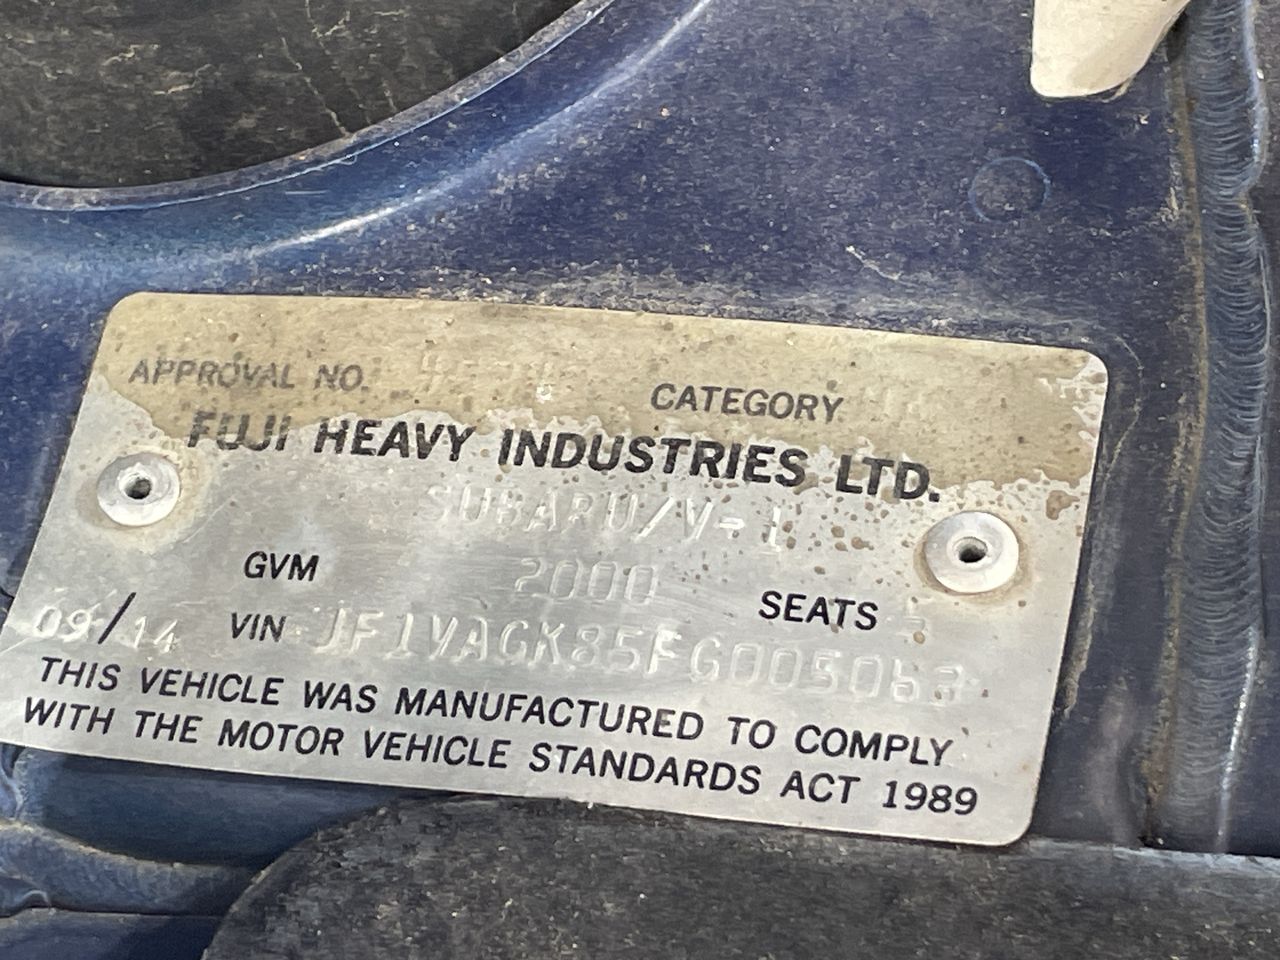 APPROVAL NO. CATEGORY
FUJI HEAVY INDUSTRIES LTD.
SUBARU/V-1
GVM 2000 SEATS
09/14 VIN JF1VAGK85FG005063
THIS VEHICLE WAS MANUFACTURED TO COMPLY
WITH THE MOTOR VEHICLE STANDARDS ACT 1989